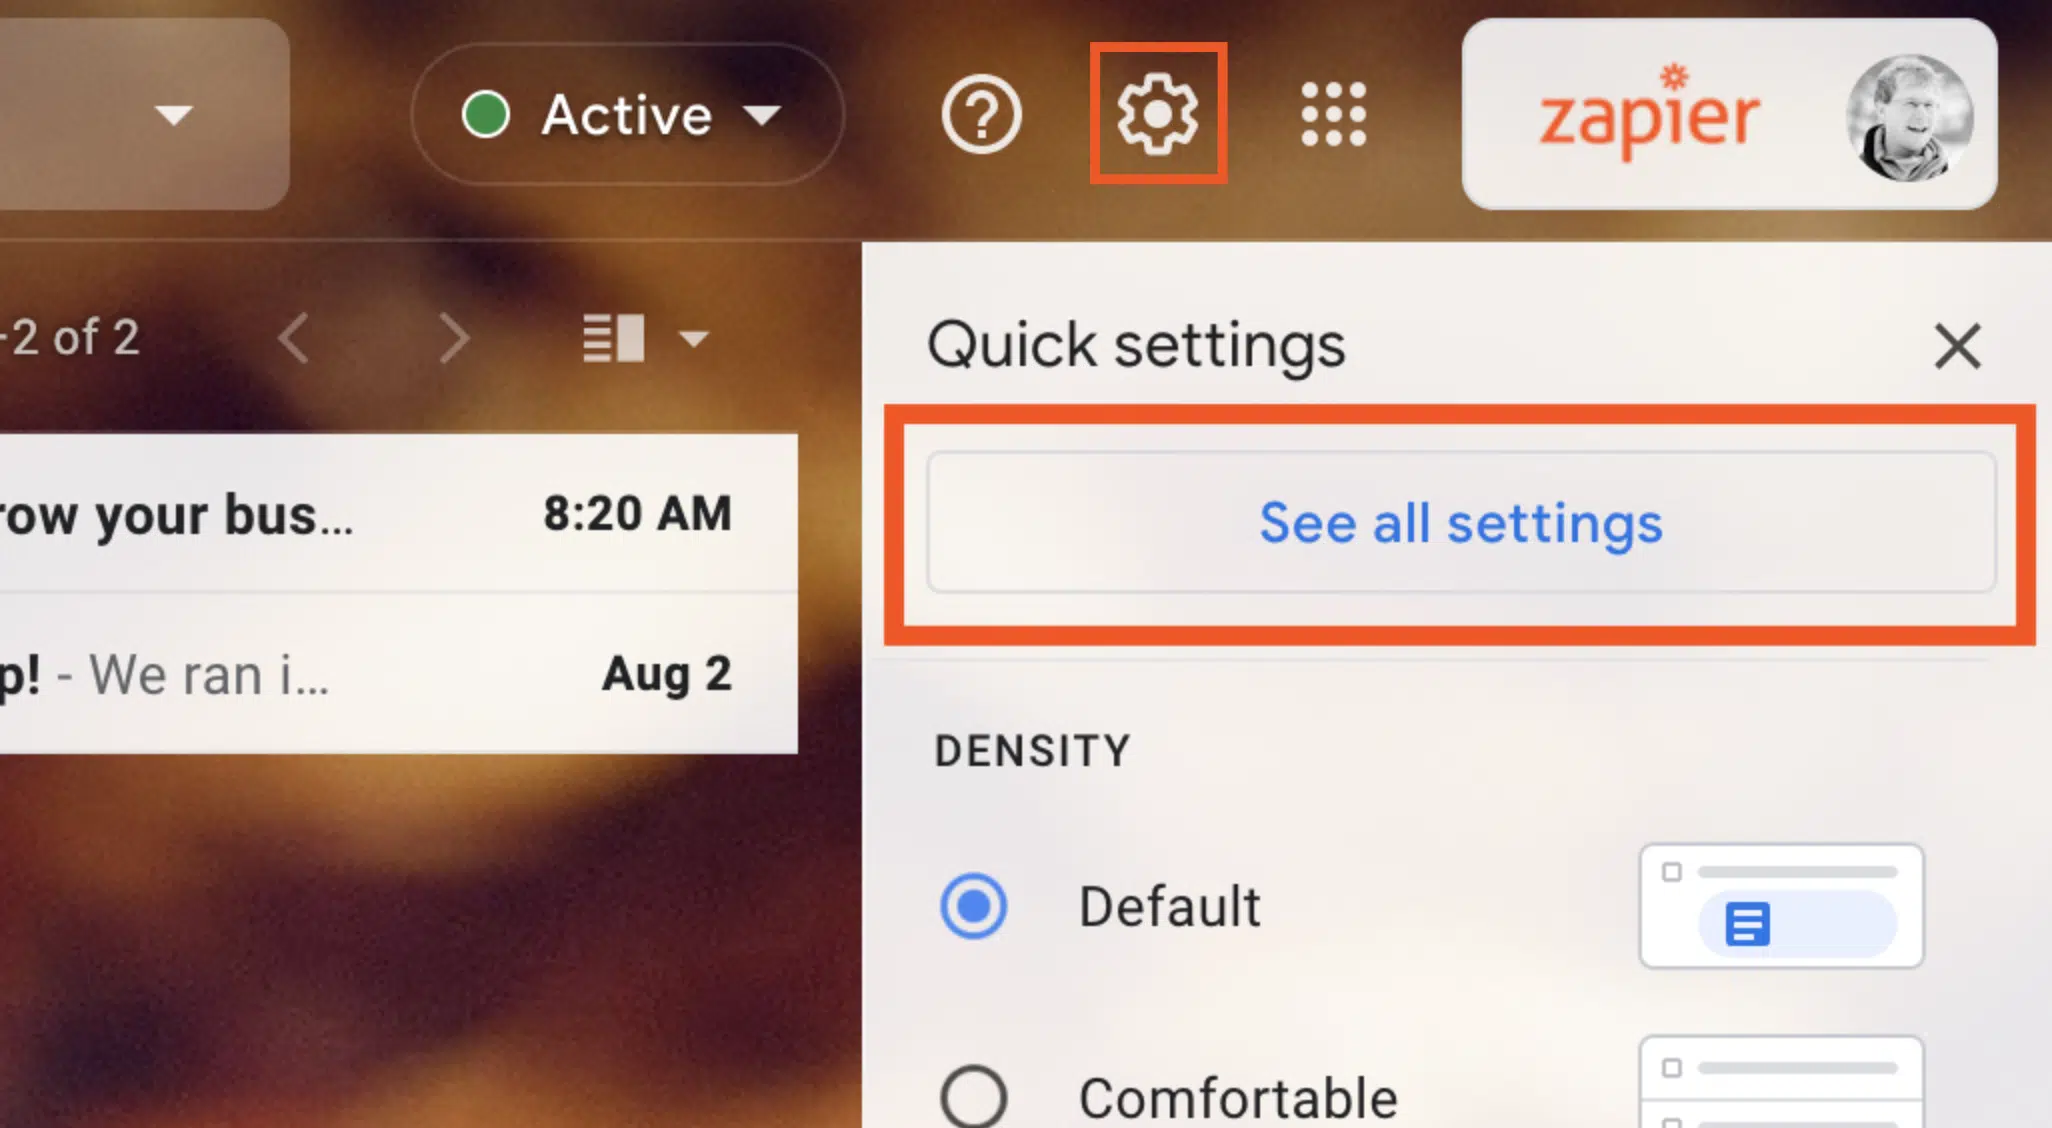 Active
zapier
-2 of 2
Quick settings
row your bus...
8:20 AM
See all settings
p! - We ran i...
Aug 2
DENSITY
Default
Comfortable